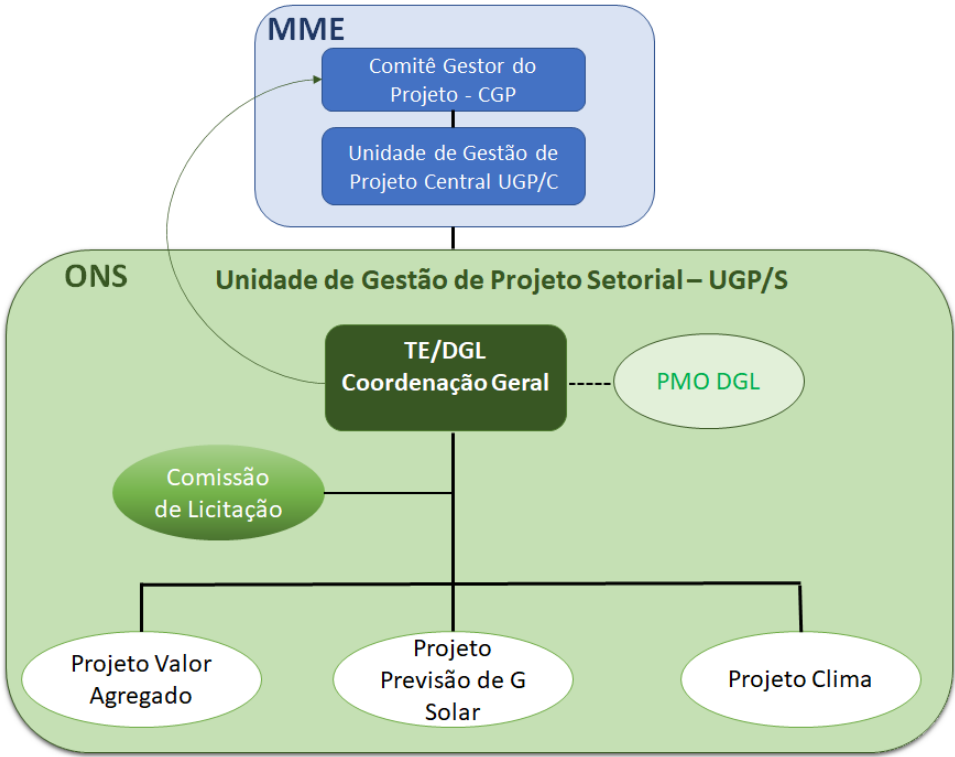 MME
Comitê Gestor do
Projeto - CGP
Unidade de Gestão de
Projeto Central UGP/C
ONS
Unidade de Gestão de Projeto Setorial – UGP/S
TE/DGL
Coordenação Geral
PMO DGL
Comissão
de Licitação
Projeto Valor
Agregado
Projeto
Previsão de G
Solar
Projeto Clima